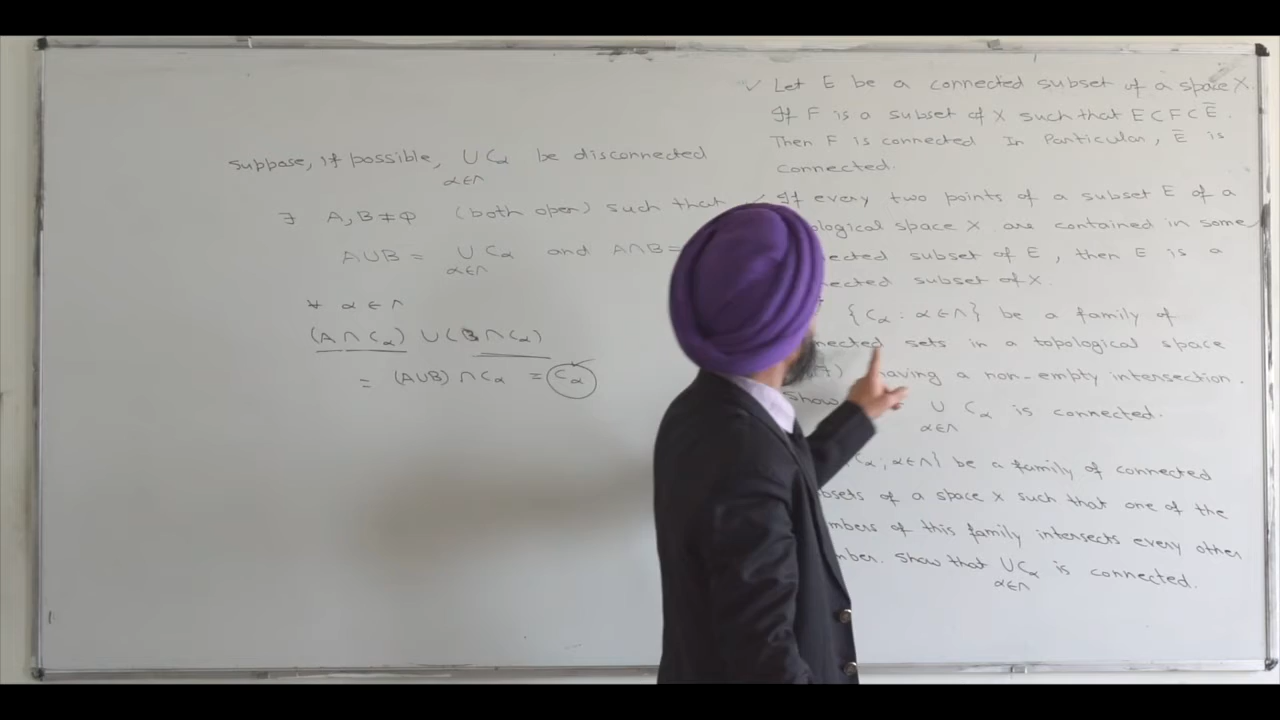 suppose, if possible, ∪ Cα be disconnected
α∈Λ
∃ A, B ≠ φ (both open) such that
A∪B = ∪ Cα and A∩B =
α∈Λ
∀ α ∈ Λ
(A ∩ Cα) ∪ (B ∩ Cα)
= (A∪B) ∩ Cα = Cα
✓ Let E be a connected subset of a space X.
If F is a subset of X such that E⊂F⊂E̅.
Then F is connected In Particular, E̅ is
connected.
If every two points of a subset E of a
ological space X are contained in some
ected subset of E, then E is a
ected subset of X.
{Cα : α∈Λ} be a family of
nected sets in a topological space
having a non-empty intersection.
Show ∪ Cα is connected.
α∈Λ
Cα ; α∈Λ} be a family of connected
bsets of a space X such that one of the
mbers of this family intersects every other
mber. Show that ∪Cα is connected.
α∈Λ